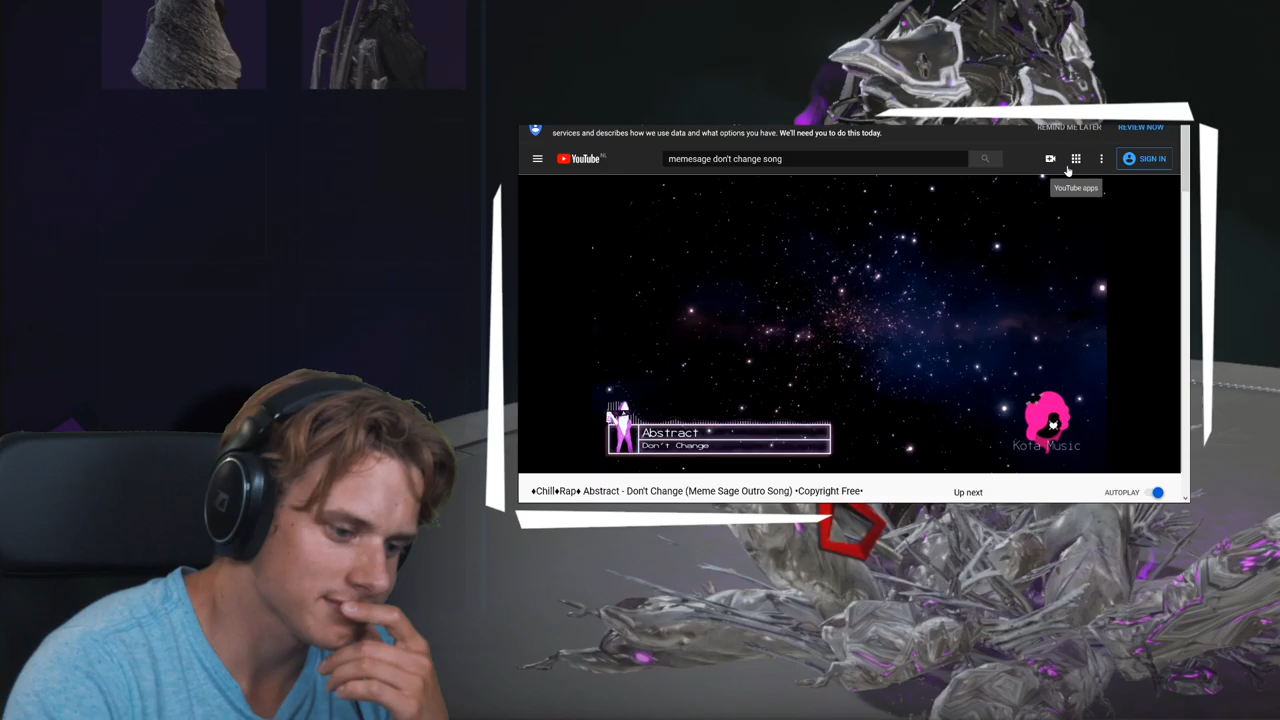 services and describes how we use data and what options you have. We'll need you to do this today.
REMIND ME LATER
REVIEW NOW
YouTube NL
memesage don't change song
SIGN IN
YouTube apps
Abstract
Don't Change
Kota Music
♦Chill♦Rap♦ Abstract - Don't Change (Meme Sage Outro Song) •Copyright Free•
Up next
AUTOPLAY